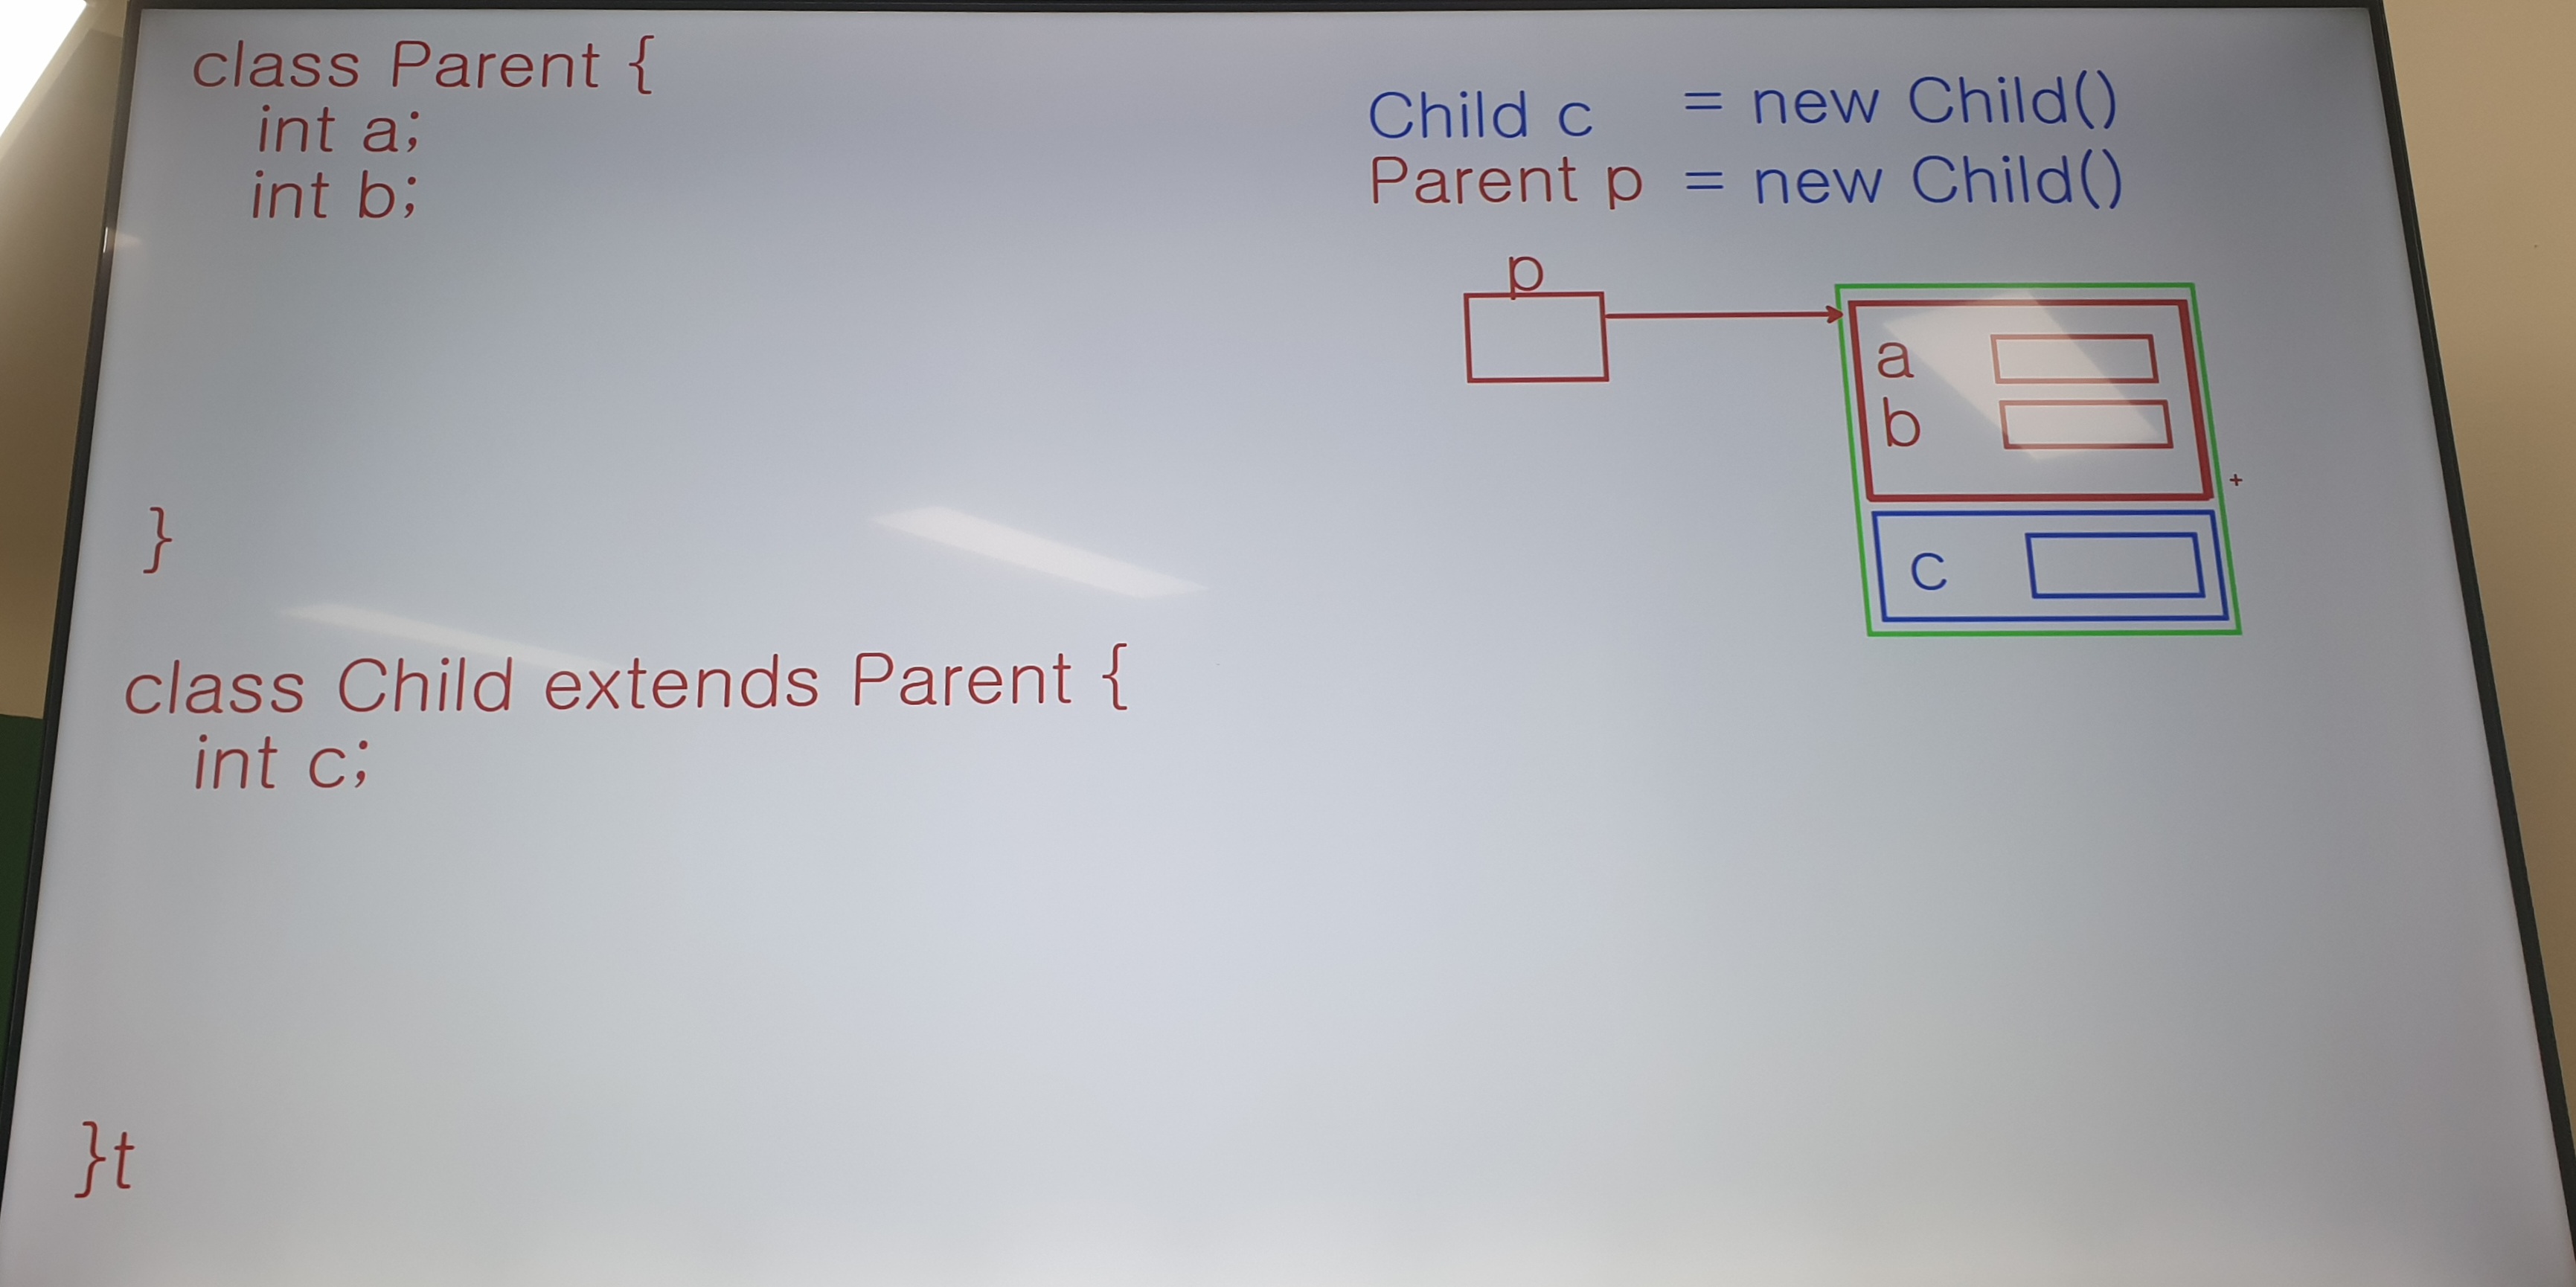 class Parent {
int a;
int b;
}
class Child extends Parent {
int c;
}t
Child c = new Child()
Parent p = new Child()
p
a
b
c